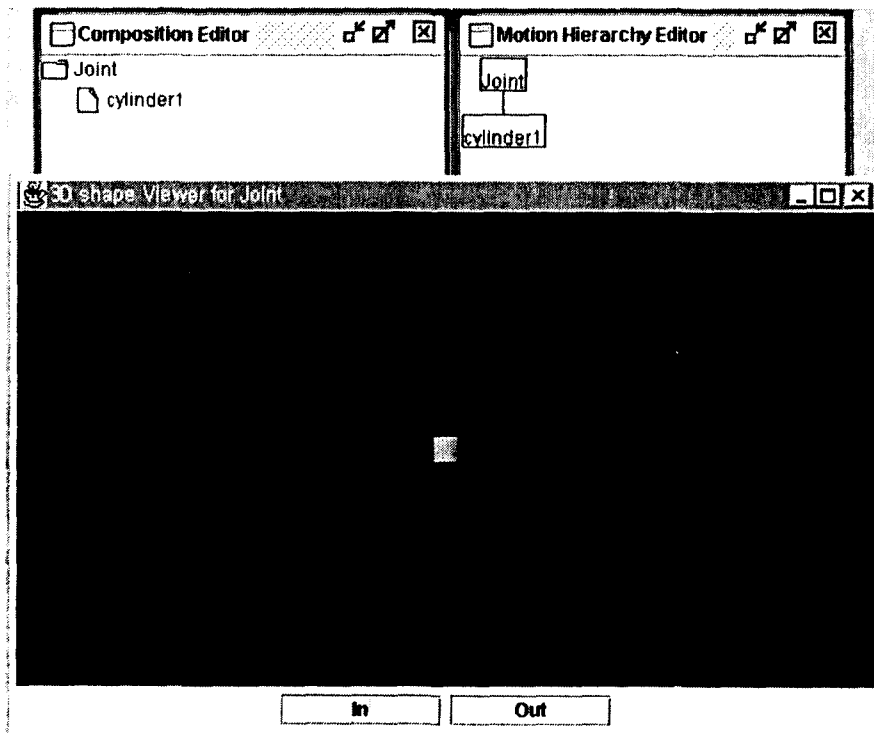 Composition Editor
Motion Hierarchy Editor
Joint
cylinder1
Joint
cylinder1
3D shape Viewer for Joint
In
Out